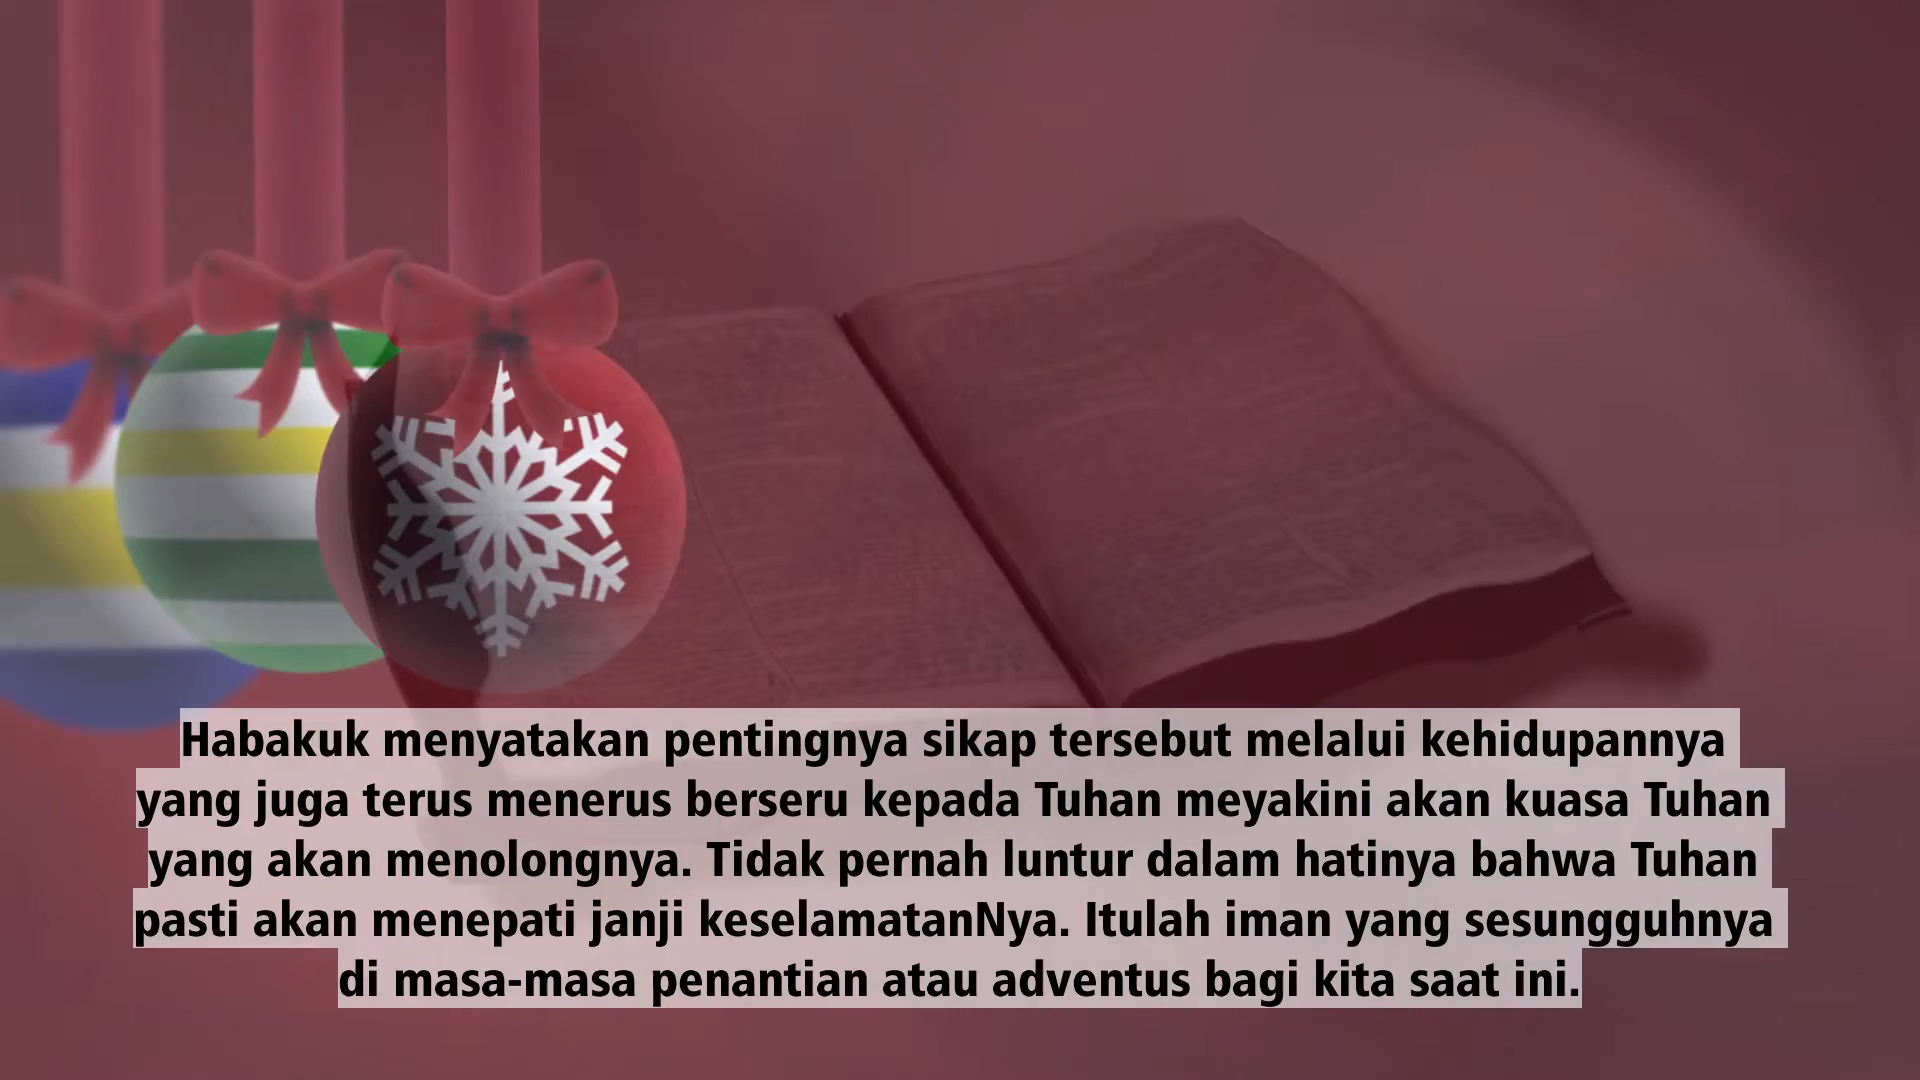 Habakuk menyatakan pentingnya sikap tersebut melalui kehidupannya
yang juga terus menerus berseru kepada Tuhan meyakini akan kuasa Tuhan
yang akan menolongnya. Tidak pernah luntur dalam hatinya bahwa Tuhan
pasti akan menepati janji keselamatanNya. Itulah iman yang sesungguhnya
di masa-masa penantian atau adventus bagi kita saat ini.